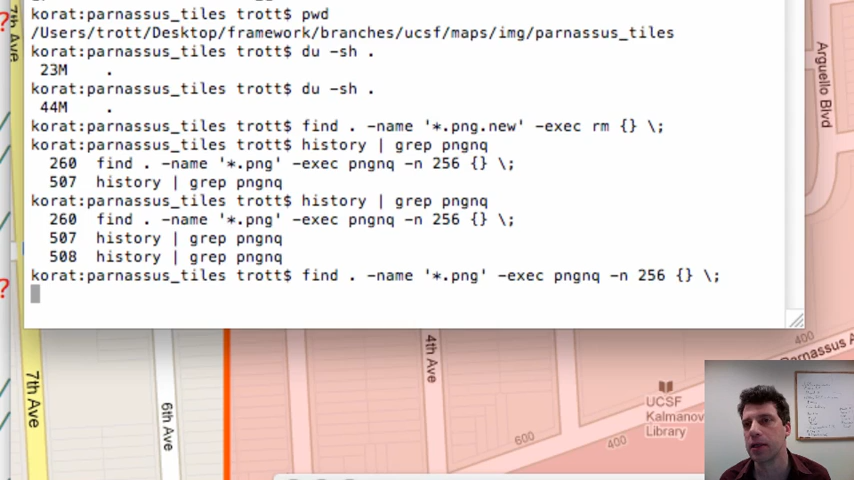 korat:parnassus_tiles trott$ pwd
/Users/trott/Desktop/framework/branches/ucsf/maps/img/parnassus_tiles
korat:parnassus_tiles trott$ du -sh .
23M .
korat:parnassus_tiles trott$ du -sh .
44M .
korat:parnassus_tiles trott$ find . -name '*.png.new' -exec rm {} \;
korat:parnassus_tiles trott$ history | grep pngnq
260 find . -name '*.png' -exec pngnq -n 256 {} \;
507 history | grep pngnq
korat:parnassus_tiles trott$ history | grep pngnq
260 find . -name '*.png' -exec pngnq -n 256 {} \;
507 history | grep pngnq
508 history | grep pngnq
korat:parnassus_tiles trott$ find . -name '*.png' -exec pngnq -n 256 {} \;
7th Ave
?
Arguello Blvd
?
7th Ave
6th Ave
4th Ave
600
400
UCSF
Kalmanov
Library
400
Parnassus A